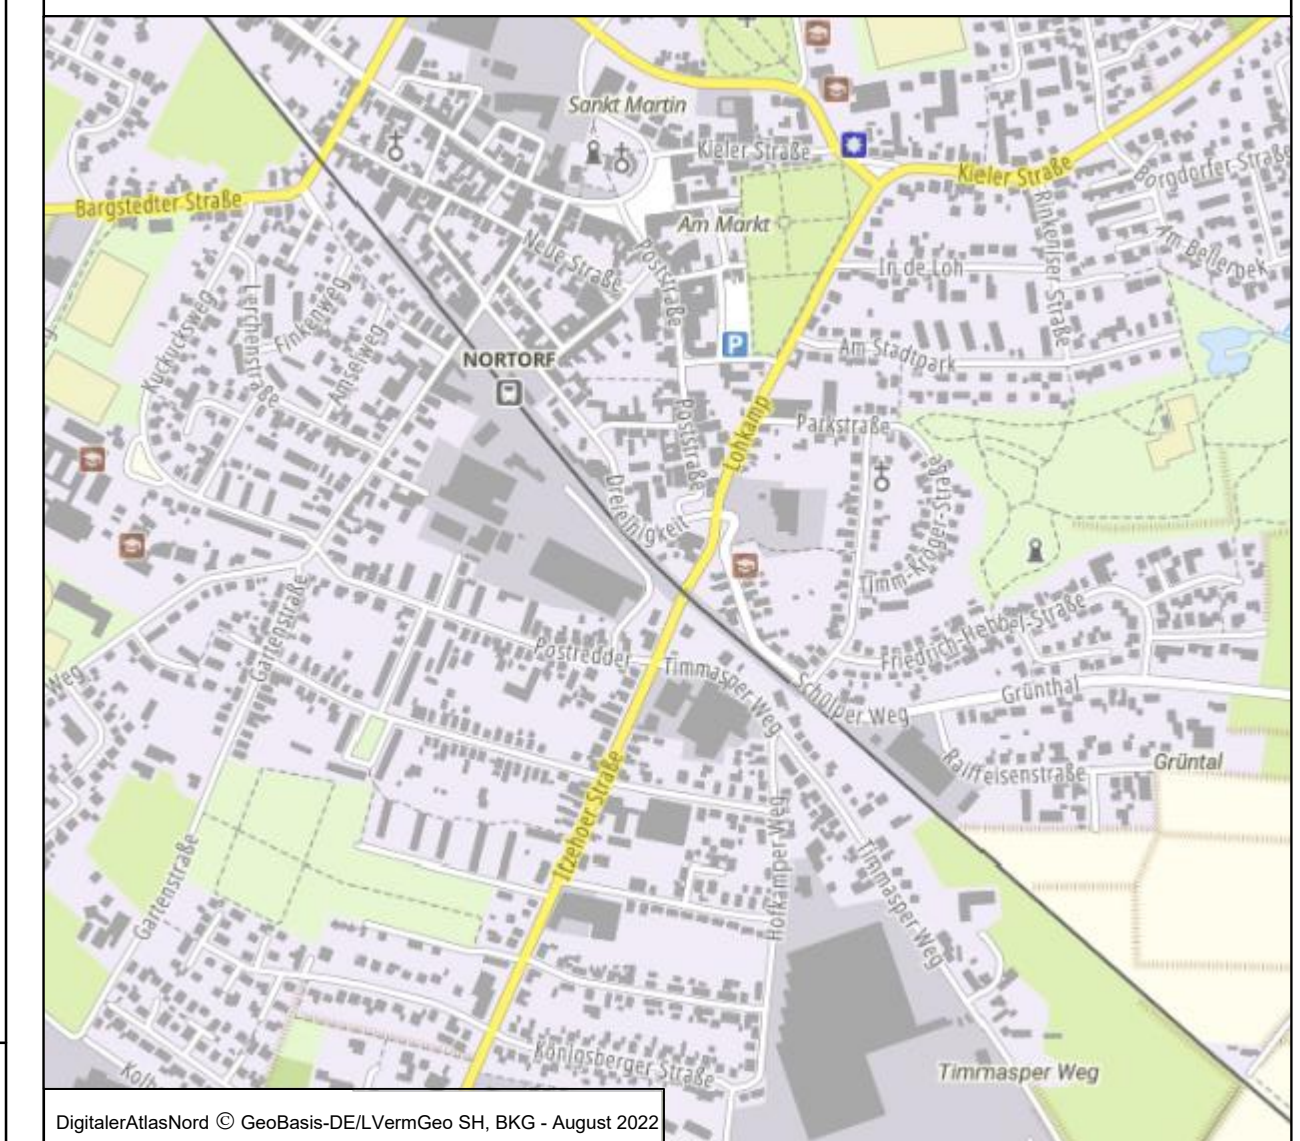 Sankt Martin
Kieler Straße
Kieler Straße
Borgdorfer Straße
Bargstedter Straße
Am Markt
Rinkeniser-Straße
Am Bellerbek
Neue-Straße
Poststraße
In de Loh
Kuckucksweg
Lerchenstraße
Finkenweg
Amselweg
P
Am Stadtpark
NORTORF
Lohkamp
Parkstraße
Poststraße
Dreieinigkeit
Timm-Kröger-Straße
Gartenstraße
Friedrich-Hebbel-Straße
Postredder
Timmasper Weg
Weg
Scholper Weg
Grünthal
Raiffeisenstraße
Grüntal
Itzehoer Straße
Hofkamper Weg
Timmasper Weg
Gartenstraße
Königsberger Straße
Timmasper Weg
DigitalerAtlasNord © GeoBasis-DE/LVermGeo SH, BKG - August 2022